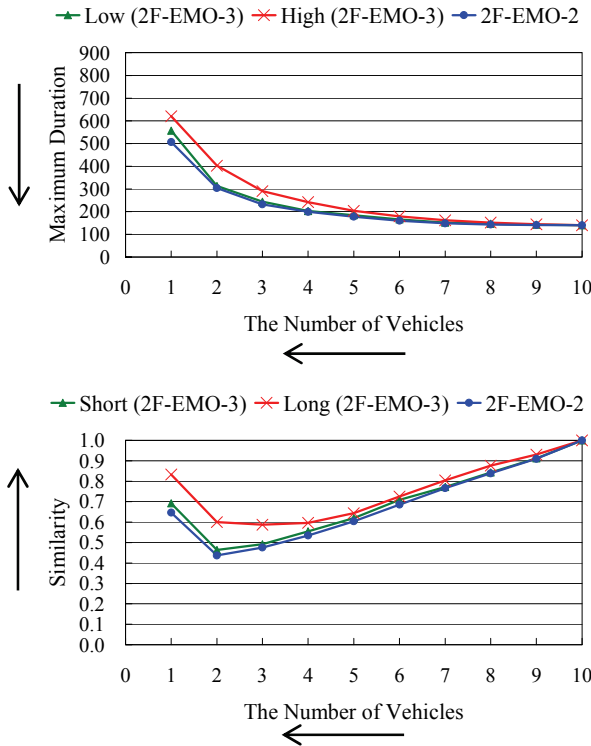 Low (2F-EMO-3) High (2F-EMO-3) 2F-EMO-2
900
800
700
600
500
400
300
200
100
0
Maximum Duration
0 1 2 3 4 5 6 7 8 9 10
The Number of Vehicles
Short (2F-EMO-3) Long (2F-EMO-3) 2F-EMO-2
1.0
0.9
0.8
0.7
0.6
0.5
0.4
0.3
0.2
0.1
0.0
Similarity
0 1 2 3 4 5 6 7 8 9 10
The Number of Vehicles